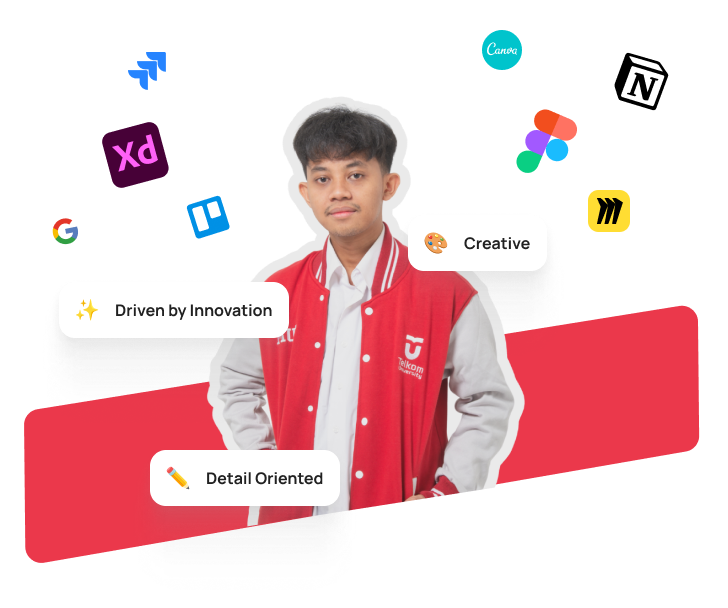 Canva
N
Xd
Creative
Driven by Innovation
Telkom
University
Detail Oriented